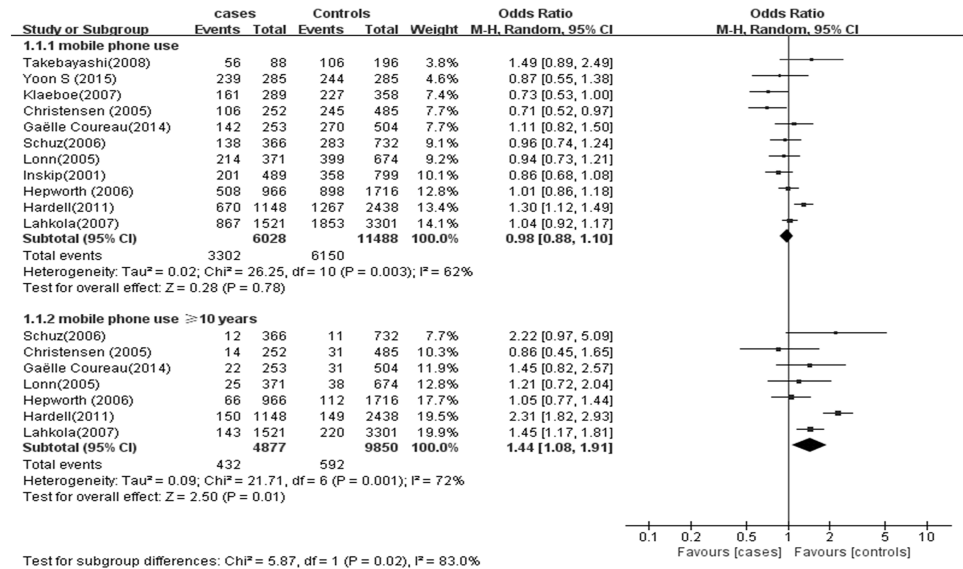 cases Controls Odds Ratio Odds Ratio
Study or Subgroup Events Total Events Total Weight M-H, Random, 95% CI M-H, Random, 95% CI
1.1.1 mobile phone use
Takebayashi(2008) 56 88 106 196 3.8% 1.49 [0.89, 2.49]
Yoon S (2015) 239 285 244 285 4.6% 0.87 [0.55, 1.38]
Klaeboe(2007) 161 289 227 358 7.4% 0.73 [0.53, 1.00]
Christensen (2005) 106 252 245 485 7.5% 0.71 [0.52, 0.97]
Gaëlle Coureau(2014) 142 253 270 504 7.7% 1.11 [0.82, 1.50]
Schuz(2006) 138 366 283 732 9.1% 0.96 [0.74, 1.24]
Lonn(2005) 214 371 399 674 9.2% 0.94 [0.73, 1.21]
Inskip(2001) 201 489 358 799 10.1% 0.86 [0.68, 1.08]
Hepworth (2006) 508 966 898 1716 12.8% 1.01 [0.86, 1.18]
Hardell(2011) 670 1148 1267 2438 13.4% 1.30 [1.12, 1.49]
Lahkola(2007) 867 1521 1853 3301 14.1% 1.04 [0.92, 1.17]
Subtotal (95% CI) 6028 11488 100.0% 0.98 [0.88, 1.10]
Total events 3302 6150
Heterogeneity: Tau² = 0.02; Chi² = 26.25, df = 10 (P = 0.003); I² = 62%
Test for overall effect: Z = 0.28 (P = 0.78)
1.1.2 mobile phone use ≥10 years
Schuz(2006) 12 366 11 732 7.7% 2.22 [0.97, 5.09]
Christensen (2005) 14 252 31 485 10.3% 0.86 [0.45, 1.65]
Gaëlle Coureau(2014) 22 253 31 504 11.9% 1.45 [0.82, 2.57]
Lonn(2005) 25 371 38 674 12.8% 1.21 [0.72, 2.04]
Hepworth (2006) 66 966 112 1716 17.7% 1.05 [0.77, 1.44]
Hardell(2011) 150 1148 149 2438 19.5% 2.31 [1.82, 2.93]
Lahkola(2007) 143 1521 220 3301 19.9% 1.45 [1.17, 1.81]
Subtotal (95% CI) 4877 9850 100.0% 1.44 [1.08, 1.91]
Total events 432 592
Heterogeneity: Tau² = 0.09; Chi² = 21.71, df = 6 (P = 0.001); I² = 72%
Test for overall effect: Z = 2.50 (P = 0.01)
0.1 0.2 0.5 1 2 5 10
Favours [cases] Favours [controls]
Test for subgroup differences: Chi² = 5.87, df = 1 (P = 0.02), I² = 83.0%